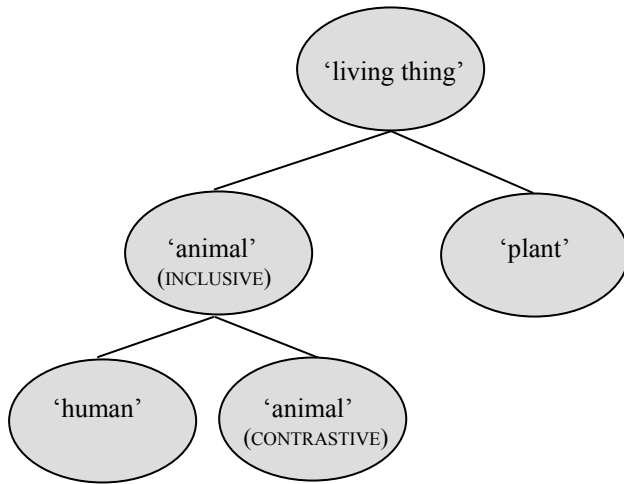 ‘living thing’
‘animal’
(INCLUSIVE)
‘plant’
‘human’
‘animal’
(CONTRASTIVE)